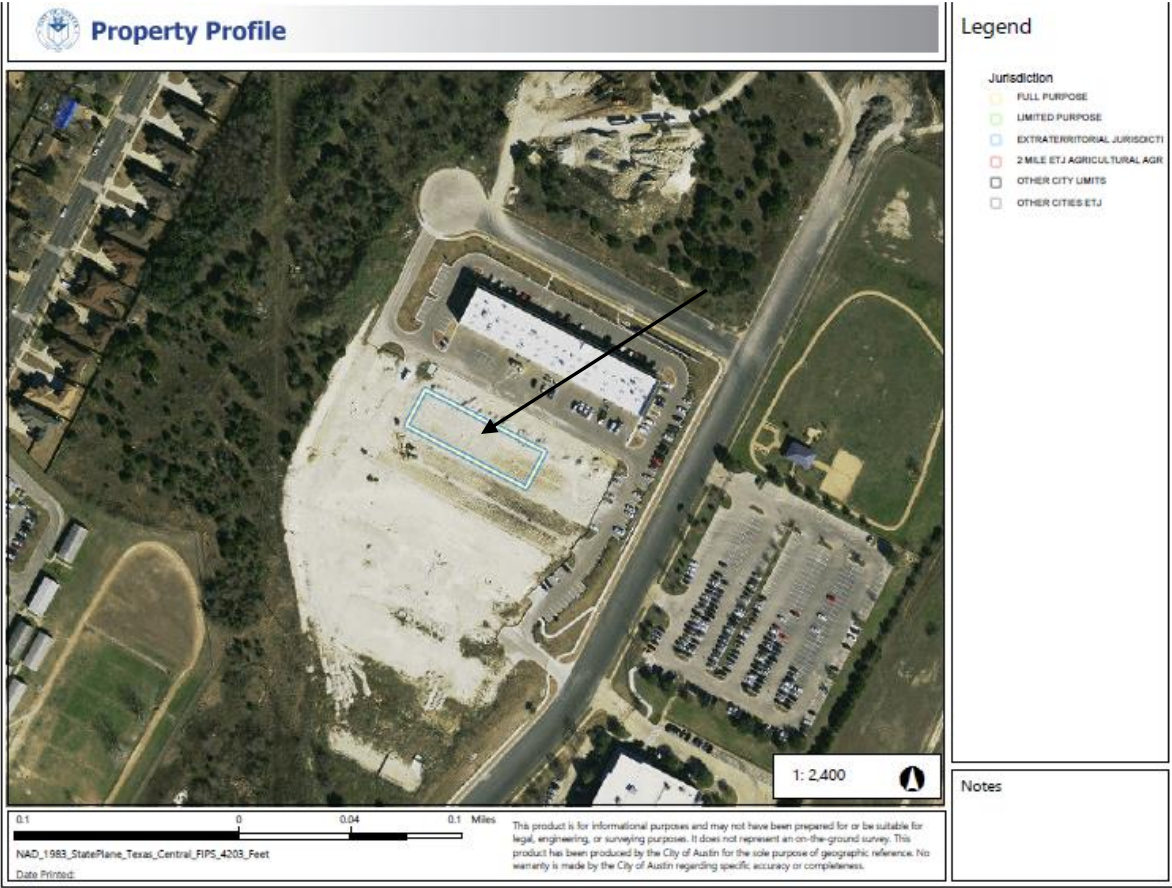 Property Profile
Legend
Jurisdiction
FULL PURPOSE
LIMITED PURPOSE
EXTRATERRITORIAL JURISDICTI
2 MILE ETJ AGRICULTURAL AGR
OTHER CITY LIMITS
OTHER CITIES ETJ
1: 2,400
Notes
0.1 0 0.04 0.1 Miles
NAD_1983_StatePlane_Texas_Central_FIPS_4203_Feet
Date Printed:
This product is for informational purposes and may not have been prepared for or be suitable for
legal, engineering, or surveying purposes. It does not represent an on-the-ground survey. This
product has been produced by the City of Austin for the sole purpose of geographic reference. No
warranty is made by the City of Austin regarding specific accuracy or completeness.